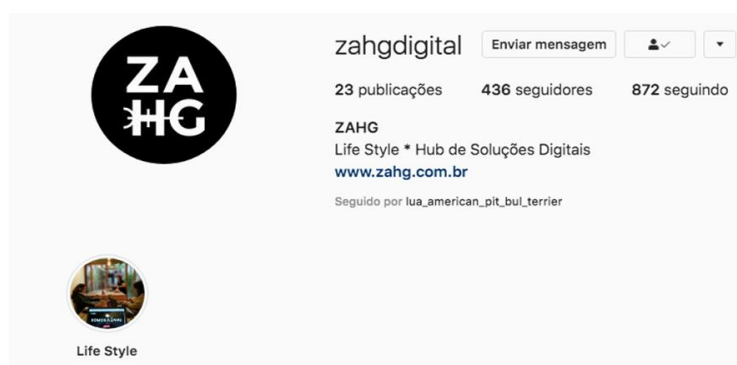 ZA
HG
zahgdigital Enviar mensagem
23 publicações 436 seguidores 872 seguindo
ZAHG
Life Style * Hub de Soluções Digitais
www.zahg.com.br
Seguido por lua_american_pit_bul_terrier
Life Style